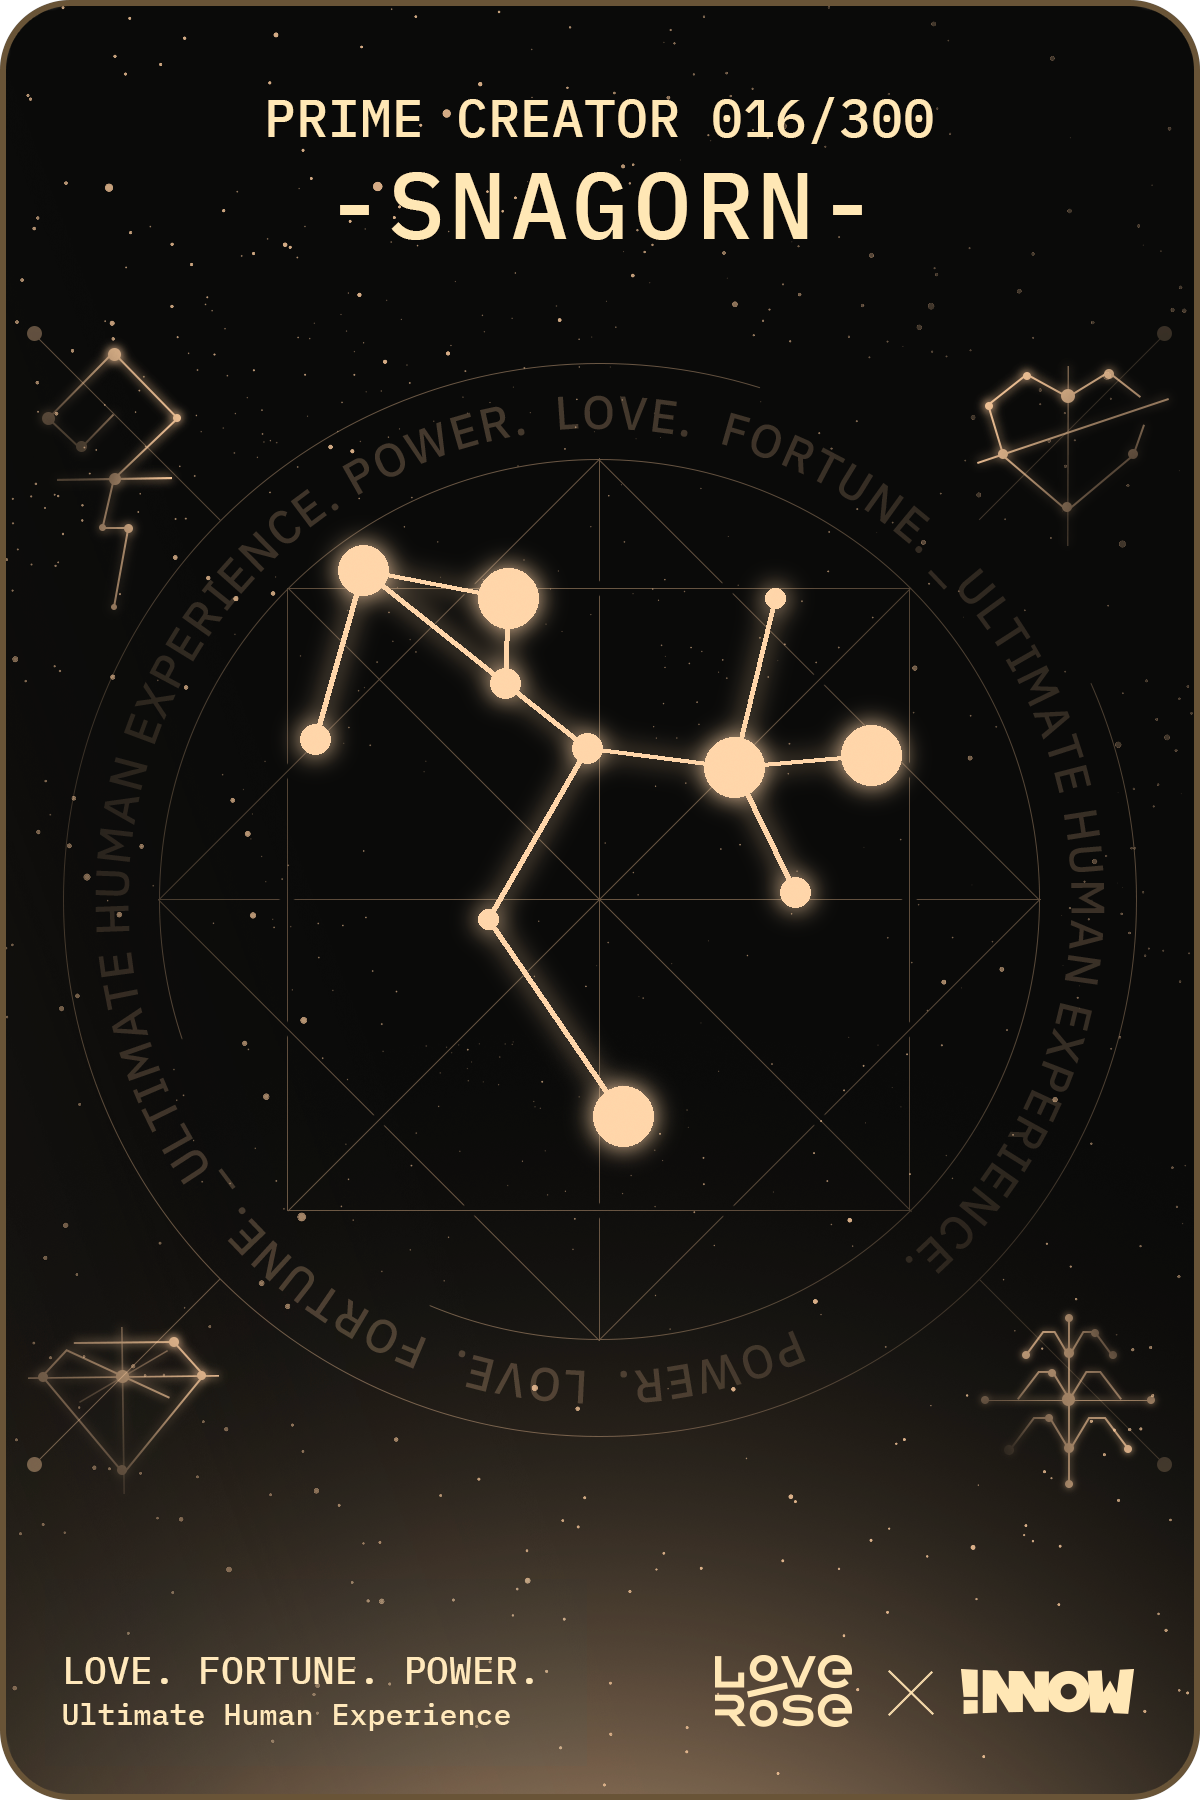 PRIME CREATOR 016/300
-SNAGORN-
POWER. LOVE. FORTUNE. – ULTIMATE HUMAN EXPERIENCE.
POWER. LOVE. FORTUNE. – ULTIMATE HUMAN EXPERIENCE.
LOVE. FORTUNE. POWER.
Ultimate Human Experience
LOVE
ROSE
!NNOW